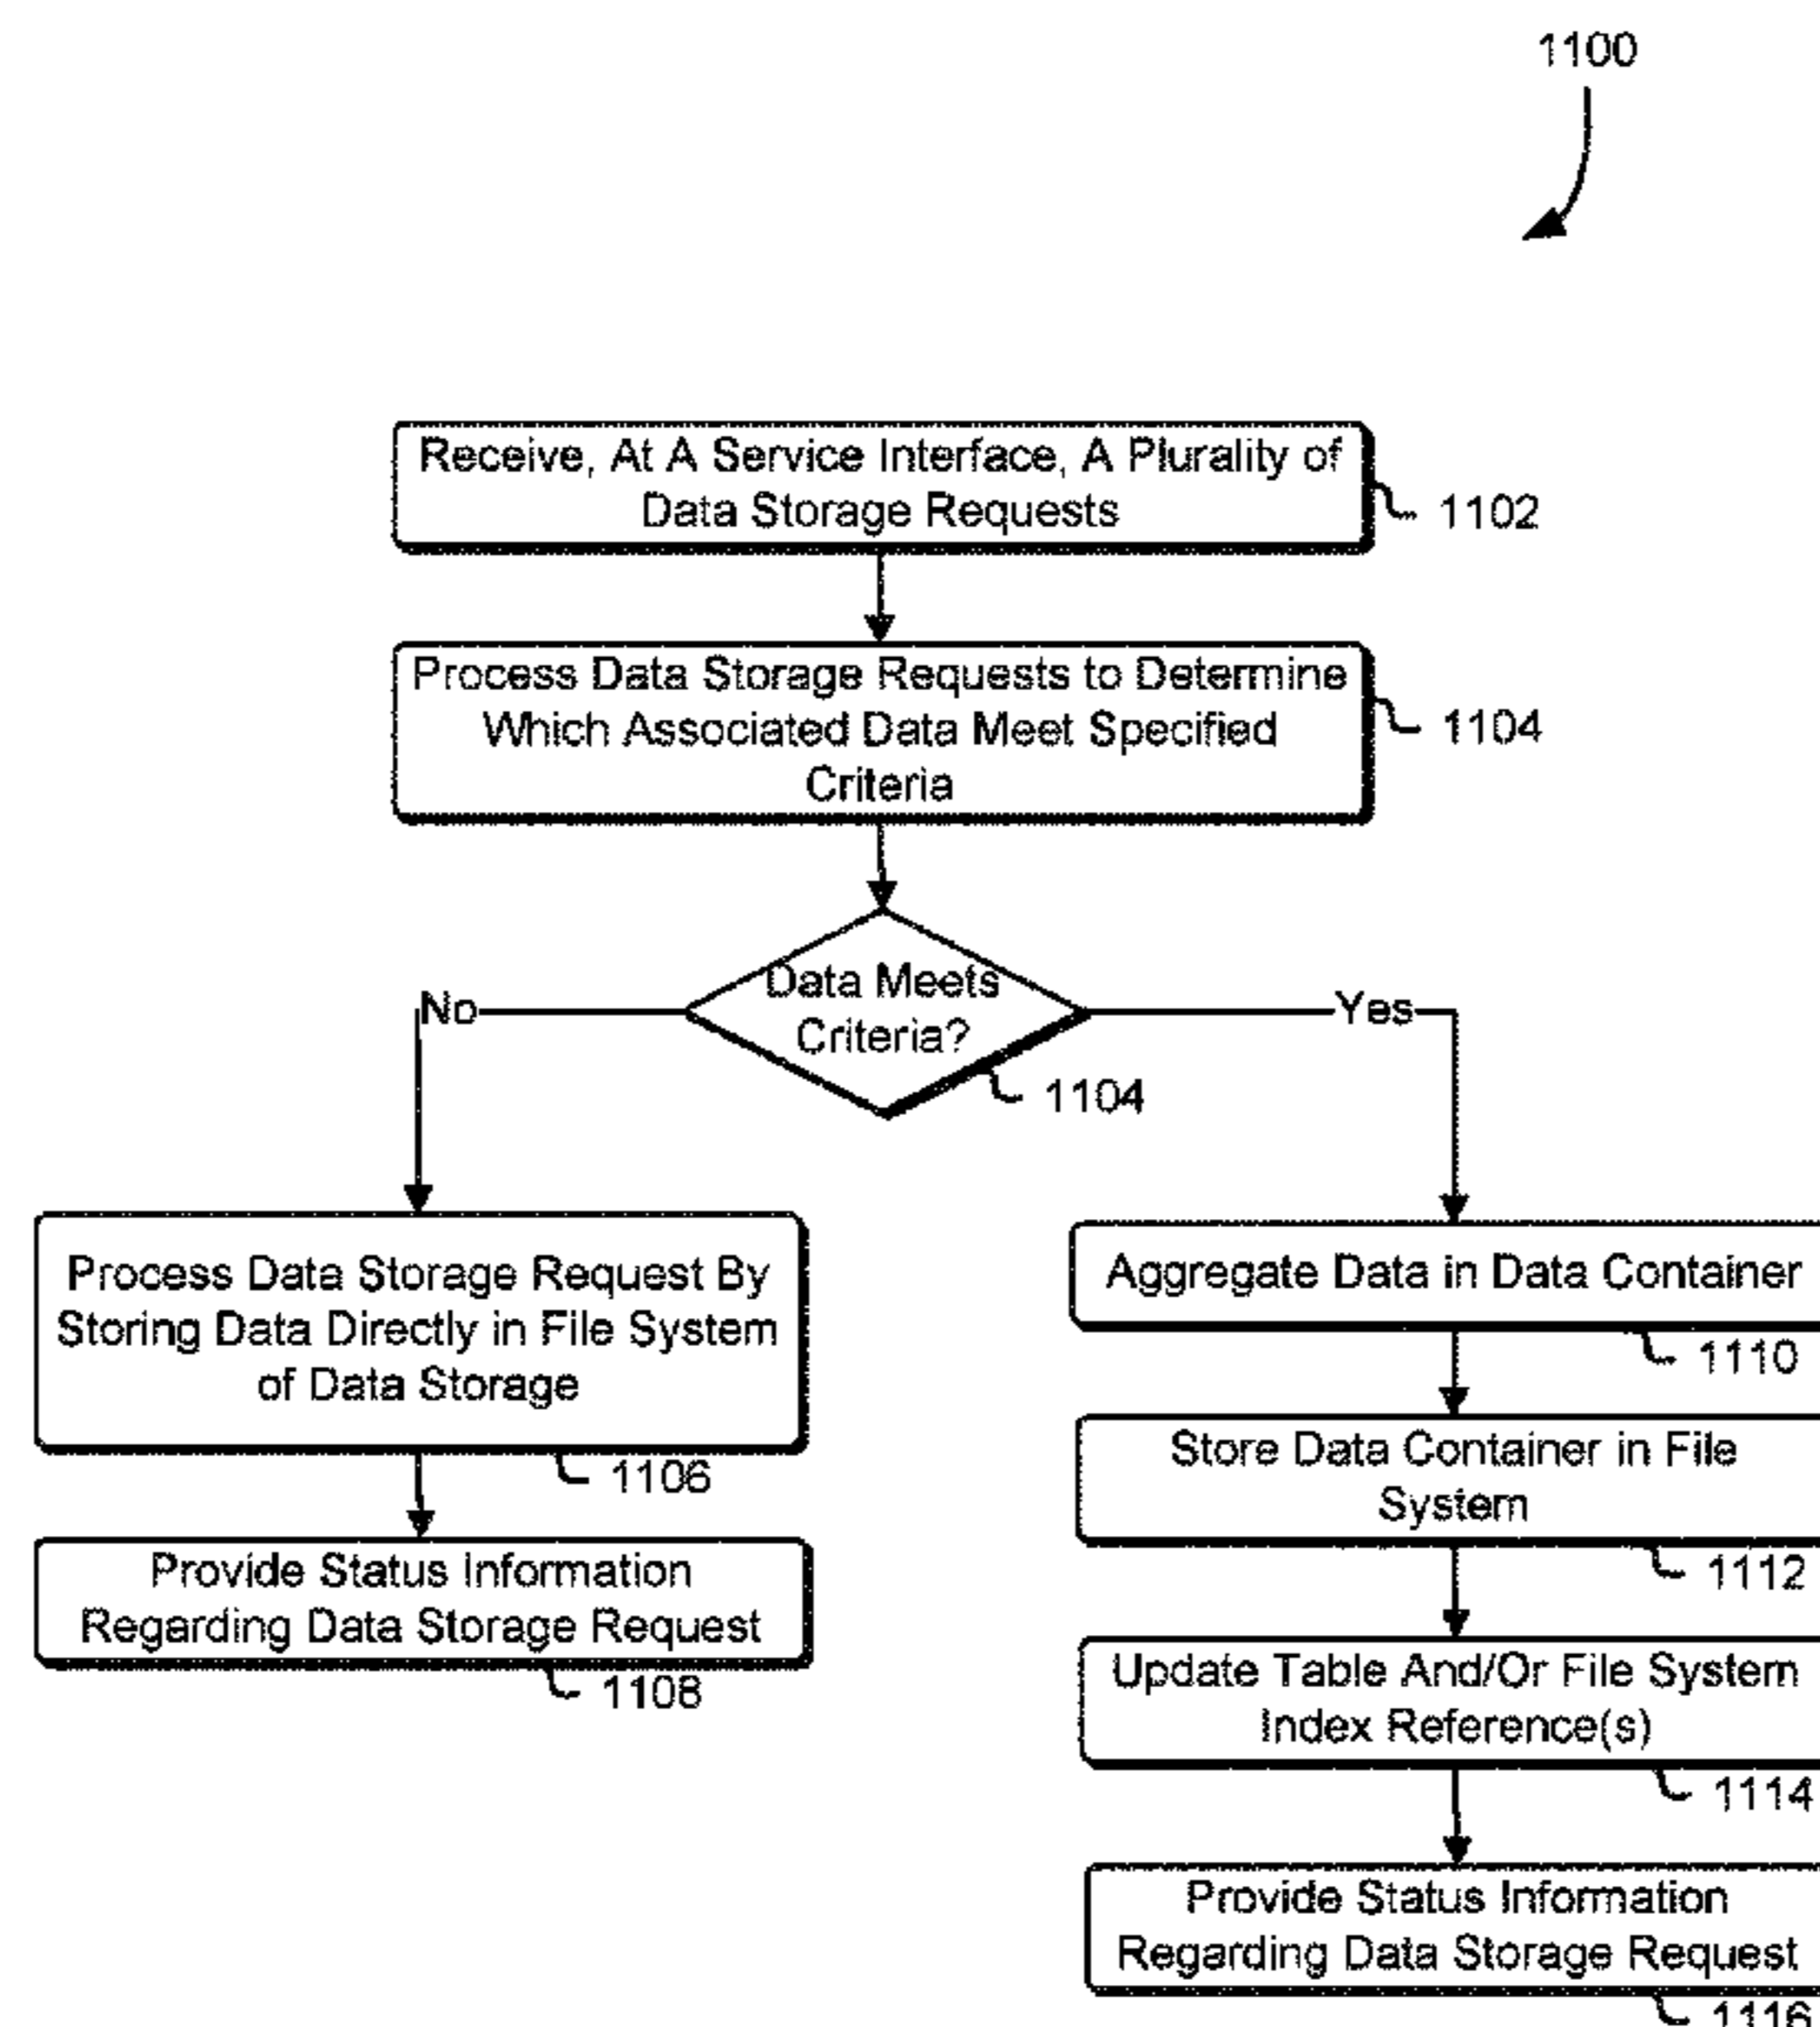 1100
Receive, At A Service Interface, A Plurality of
Data Storage Requests
1102
Process Data Storage Requests to Determine
Which Associated Data Meet Specified
Criteria
1104
Data Meets
Criteria?
No
Yes
1104
Process Data Storage Request By
Storing Data Directly in File System
of Data Storage
1106
Provide Status Information
Regarding Data Storage Request
1108
Aggregate Data in Data Container
1110
Store Data Container in File
System
1112
Update Table And/Or File System
Index Reference(s)
1114
Provide Status Information
Regarding Data Storage Request
1116